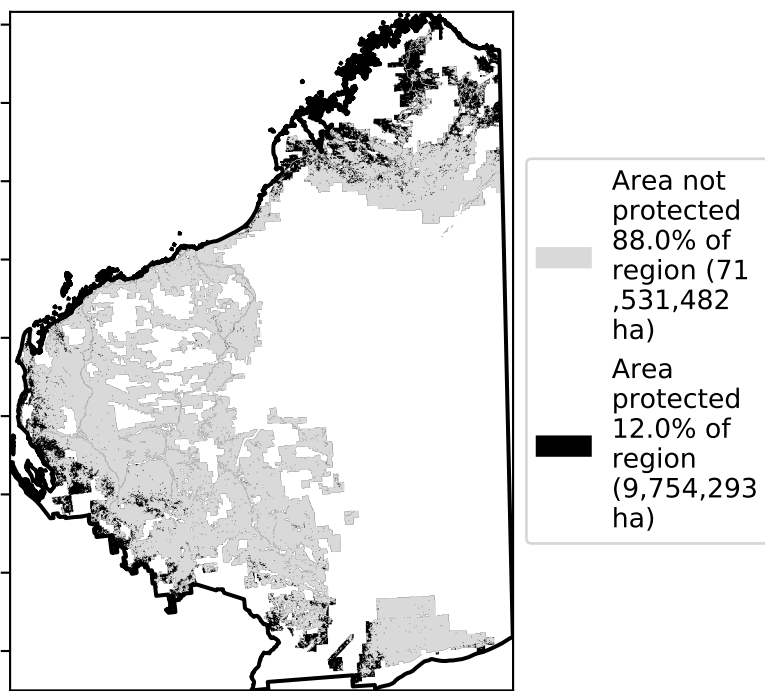 Area not
protected
88.0% of
region (71
,531,482
ha)
Area
protected
12.0% of
region
(9,754,293
ha)